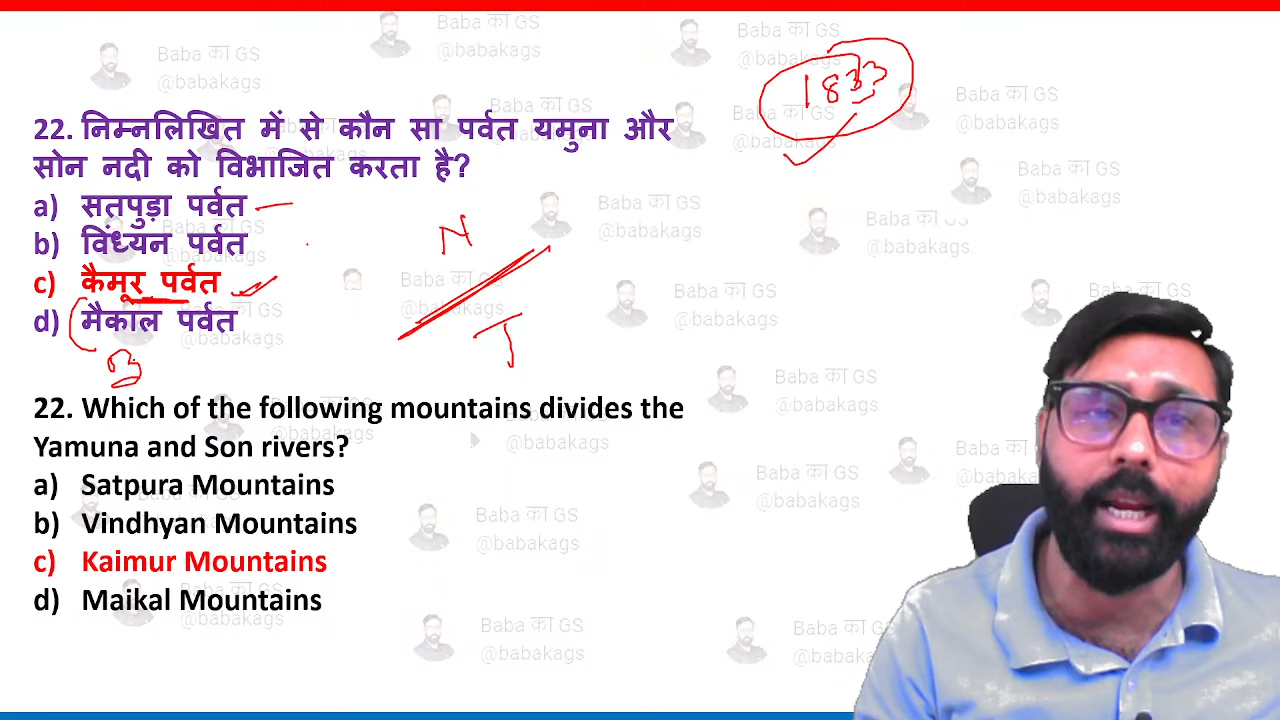 22. निम्नलिखित में से कौन सा पर्वत यमुना और
सोन नदी को विभाजित करता है?
a) सतपुड़ा पर्वत
b) विंध्यन पर्वत
c) कैमूर पर्वत
d) मैकाल पर्वत
22. Which of the following mountains divides the
Yamuna and Son rivers?
a) Satpura Mountains
b) Vindhyan Mountains
c) Kaimur Mountains
d) Maikal Mountains
1833
N
J
Baba का GS
@babakags